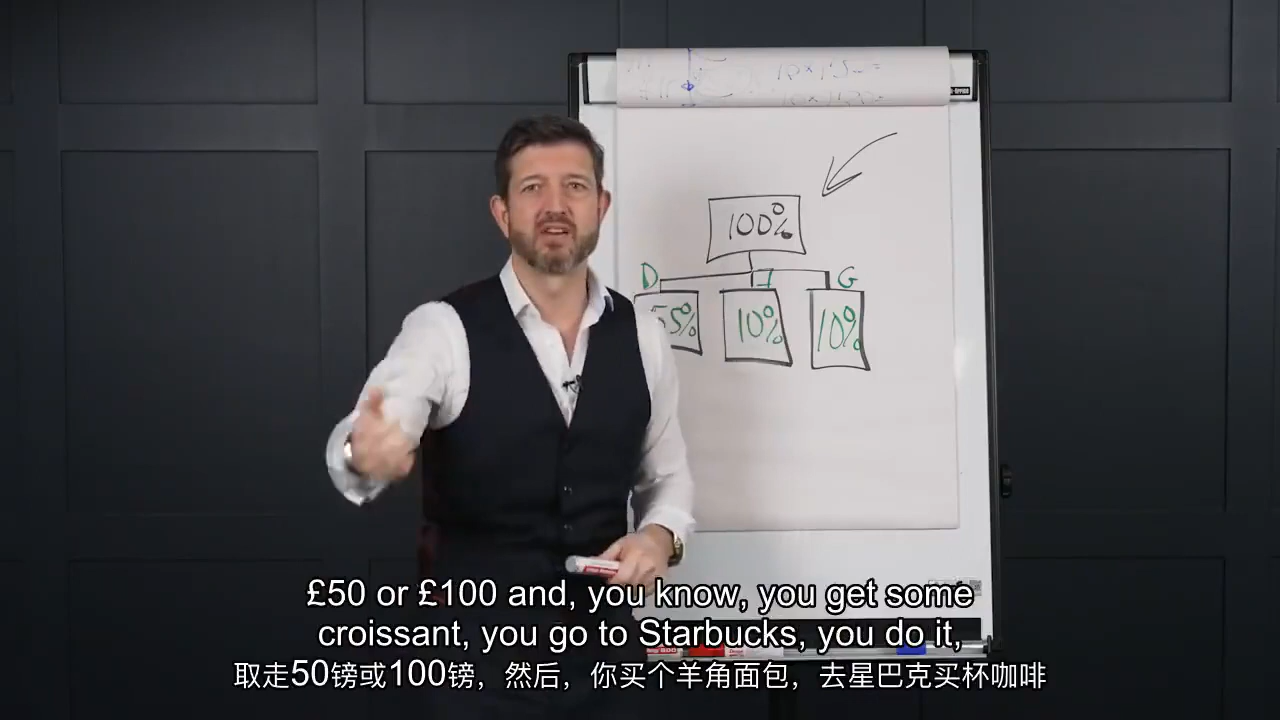 100%
D I G
55% 10% 10%
£50 or £100 and, you know, you get some
croissant, you go to Starbucks, you do it,
取走50镑或100镑，然后，你买个羊角面包，去星巴克买杯咖啡